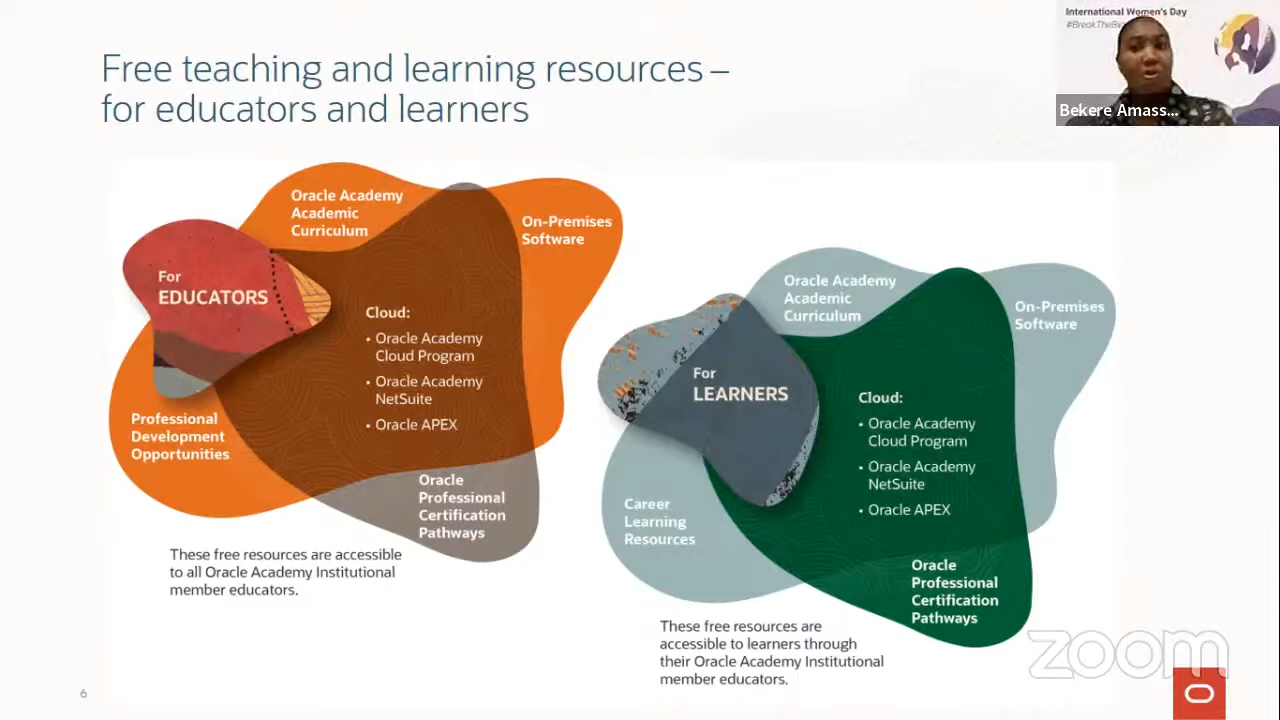 International Women's Day
Bekere Amass...
Free teaching and learning resources –
for educators and learners
Oracle Academy
Academic
Curriculum
On-Premises
Software
For
EDUCATORS
Cloud:
• Oracle Academy
Cloud Program
• Oracle Academy
NetSuite
• Oracle APEX
Professional
Development
Opportunities
Oracle
Professional
Certification
Pathways
These free resources are accessible
to all Oracle Academy Institutional
member educators.
Oracle Academy
Academic
Curriculum
On-Premises
Software
For
LEARNERS
Cloud:
• Oracle Academy
Cloud Program
• Oracle Academy
NetSuite
• Oracle APEX
Career
Learning
Resources
Oracle
Professional
Certification
Pathways
These free resources are
accessible to learners through
their Oracle Academy Institutional
member educators.
zoom
6